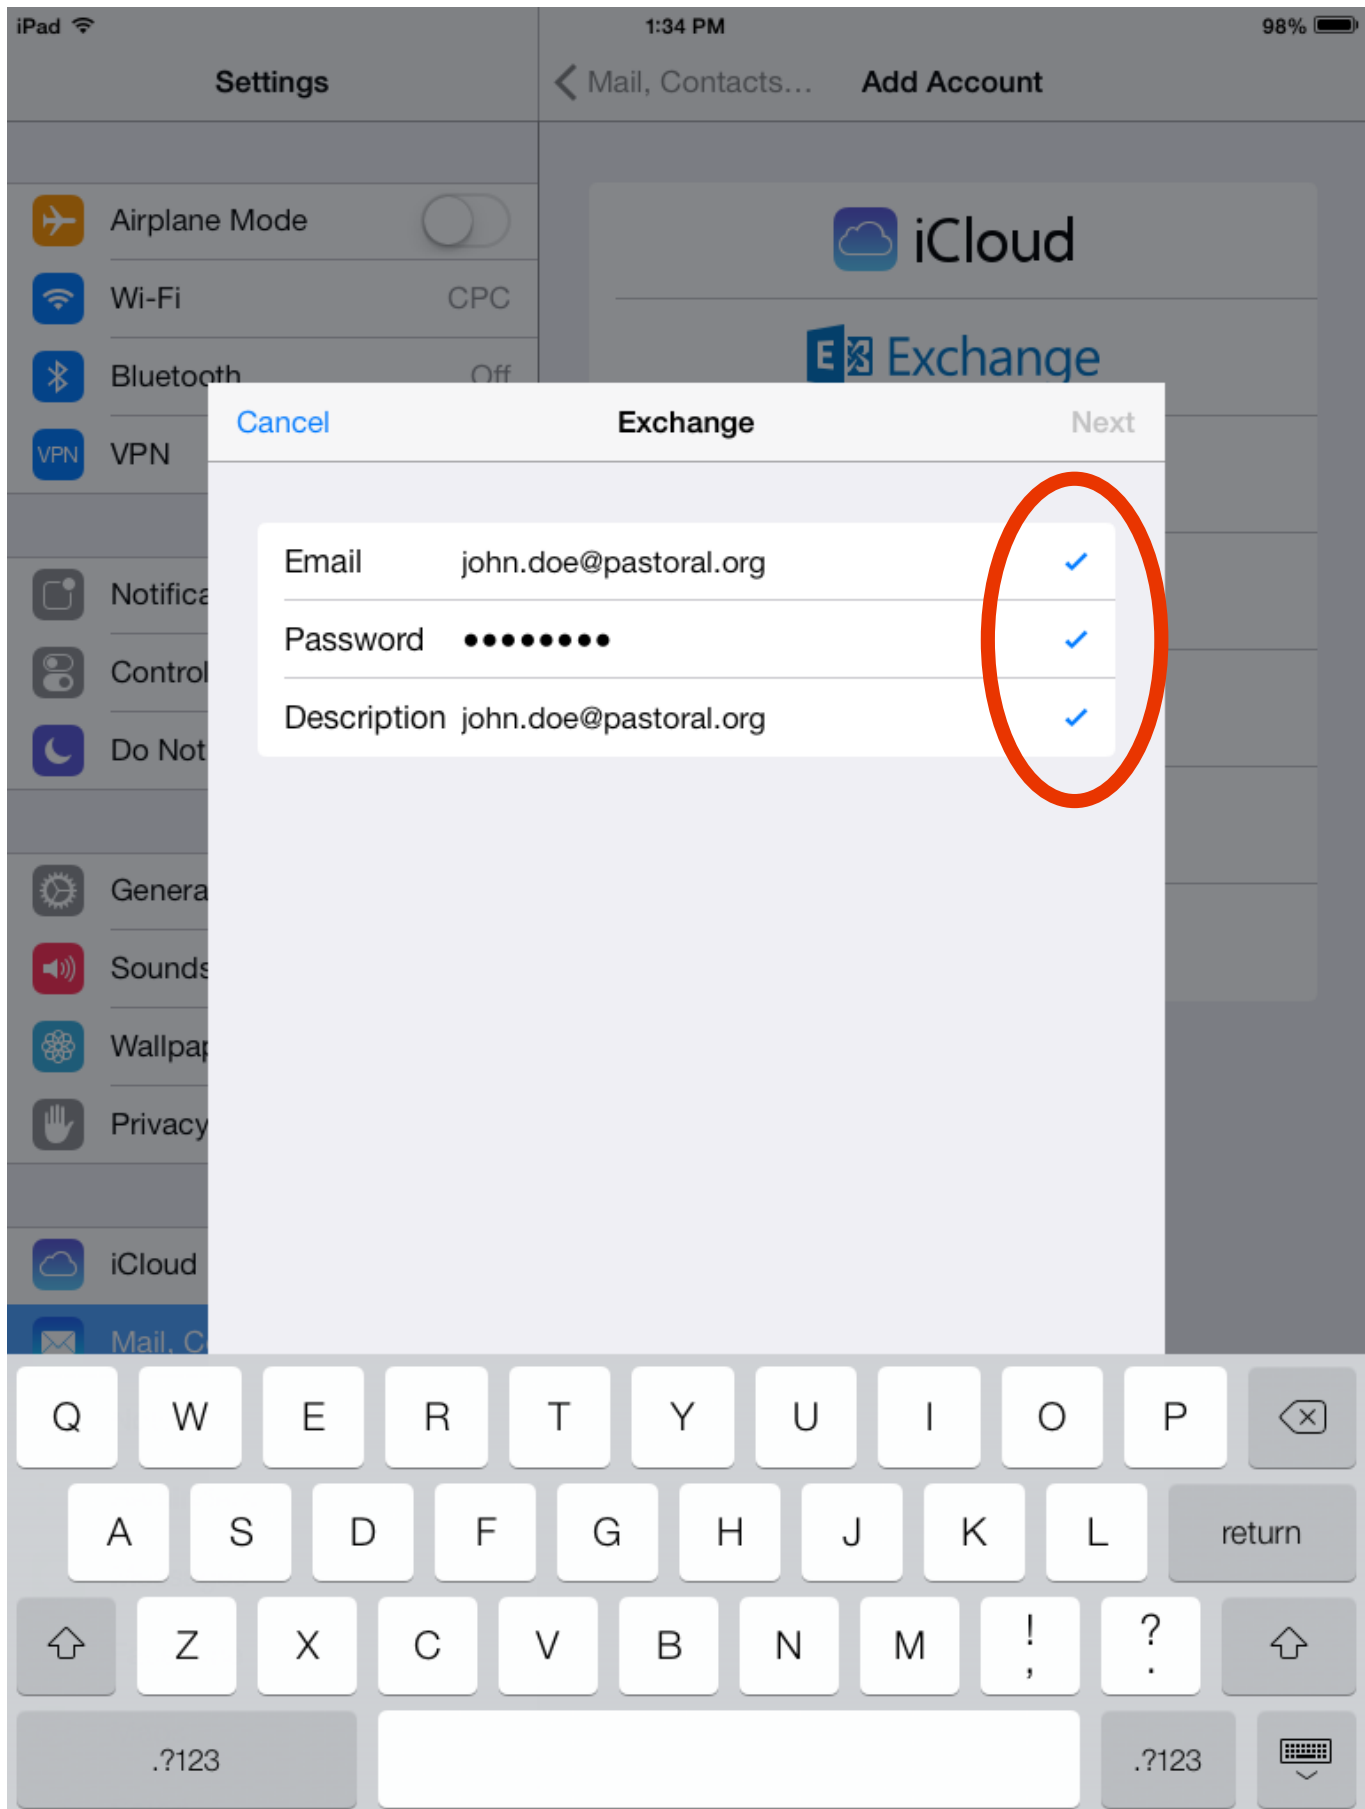 iPad 1:34 PM 98%
Settings
Mail, Contacts... Add Account
Airplane Mode
iCloud
Wi-Fi CPC
Exchange
Bluetooth Off
VPN VPN
Cancel Exchange Next
Email john.doe@pastoral.org
Password ●●●●●●●●
Description john.doe@pastoral.org
Notifica
Control
Do Not
Genera
Sounds
Wallpap
Privacy
iCloud
Mail, C
Q W E R T Y U I O P
A S D F G H J K L return
Z X C V B N M ! , ? .
.?123 .?123